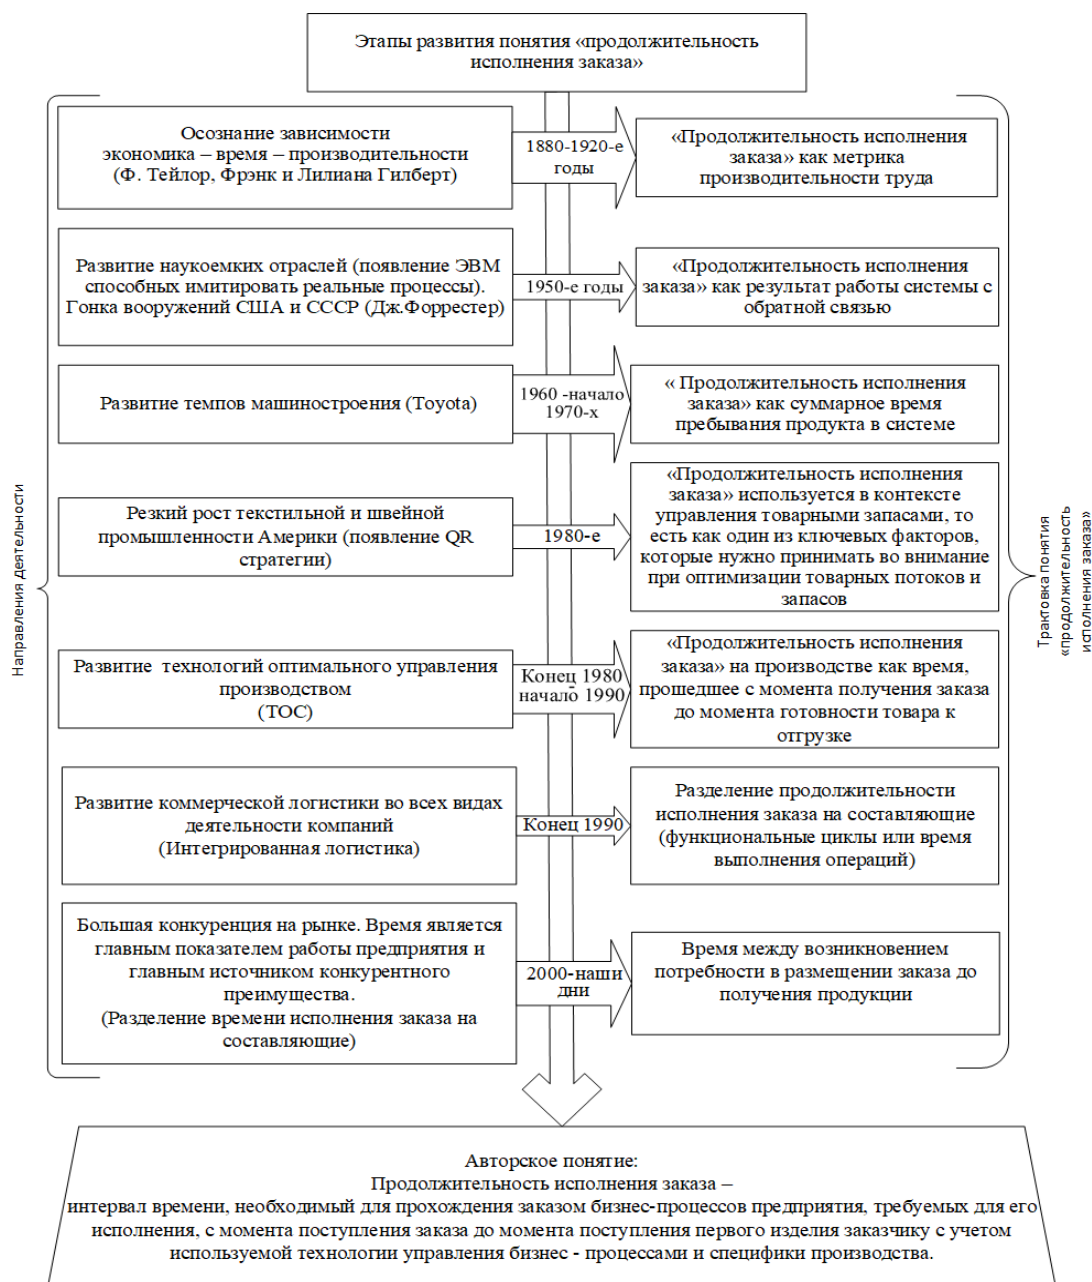 Этапы развития понятия «продолжительность
исполнения заказа»
Направления деятельности
Осознание зависимости
экономика – время – производительности
(Ф. Тейлор, Фрэнк и Лилиана Гилберт)
1880-1920-е
годы
«Продолжительность исполнения
заказа» как метрика
производительности труда
Развитие наукоемких отраслей (появление ЭВМ
способных имитировать реальные процессы).
Гонка вооружений США и СССР (Дж.Форрестер)
1950-е годы
«Продолжительность исполнения
заказа» как результат работы системы с
обратной связью
Развитие темпов машиностроения (Toyota)
1960 -начало
1970-х
« Продолжительность исполнения
заказа» как суммарное время
пребывания продукта в системе
Резкий рост текстильной и швейной
промышленности Америки (появление QR
стратегии)
1980-е
«Продолжительность исполнения
заказа» используется в контексте
управления товарными запасами, то
есть как один из ключевых факторов,
которые нужно принимать во внимание
при оптимизации товарных потоков и
запасов
Развитие технологий оптимального управления
производством
(ТОС)
Конец 1980
-
начало 1990
«Продолжительность исполнения
заказа» на производстве как время,
прошедшее с момента получения заказа
до момента готовности товара к
отгрузке
Развитие коммерческой логистики во всех видах
деятельности компаний
(Интегрированная логистика)
Конец 1990
Разделение продолжительности
исполнения заказа на составляющие
(функциональные циклы или время
выполнения операций)
Большая конкуренция на рынке. Время является
главным показателем работы предприятия и
главным источником конкурентного
преимущества.
(Разделение времени исполнения заказа на
составляющие)
2000-наши
дни
Время между возникновением
потребности в размещении заказа до
получения продукции
Трактовка понятия
«продолжительность
исполнения заказа»
Авторское понятие:
Продолжительность исполнения заказа –
интервал времени, необходимый для прохождения заказом бизнес-процессов предприятия, требуемых для его
исполнения, с момента поступления заказа до момента поступления первого изделия заказчику с учетом
используемой технологии управления бизнес - процессами и специфики производства.